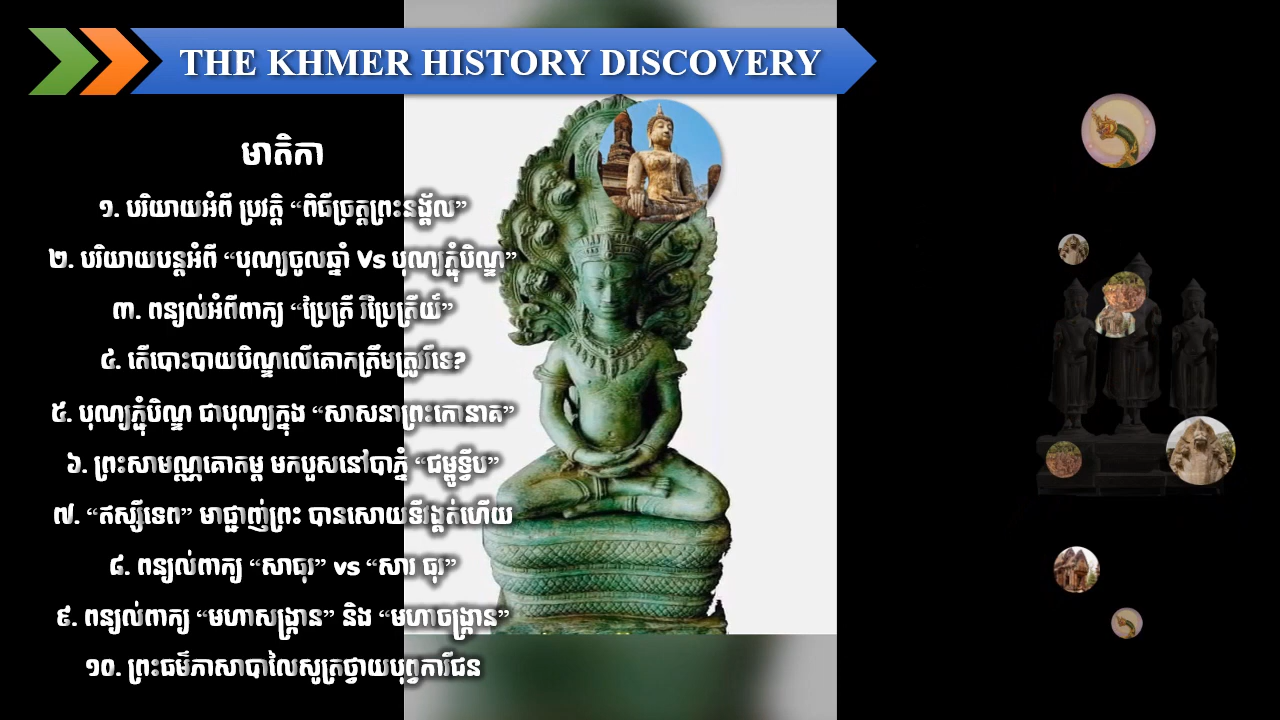 THE KHMER HISTORY DISCOVERY
មាតិកា
១. បរិយាយអំពី ប្រវត្តិ “ពិធីច្រត្តព្រះនង្គ័ល”
២. បរិយាយបន្តអំពី “បុណ្យចូលឆ្នាំ Vs បុណ្យភ្ជុំបិណ្ឌ”
៣. ពន្យល់អំពីពាក្យ “ប្រៃត្រី រឺប្រៃត្រីយ៍”
៤. តើបោះបាយបិណ្ឌលើគោកត្រឹមត្រូវរឺទេ?
៥. បុណ្យភ្ជុំបិណ្ឌ ជាបុណ្យក្នុង “សាសនាព្រះកោនាគ”
៦. ព្រះសាមណ្ណគោតម្ត មកបួសនៅបាភ្នំ “ជម្ពូទ្វីប”
៧. “ឥស្សីទេព” មាផ្ចាញ់ព្រះ បានសោយទីវង្គត់ហើយ
៨. ពន្យល់ពាក្យ “សាធុរ” vs “សារ ធុរ”
៩. ពន្យល់ពាក្យ “មហាសង្ក្រាន” និង “មហាចង្ក្រាន”
១០. ព្រះធម៌ភាសាបាលៃសូត្រថ្វាយបុព្វការីជន